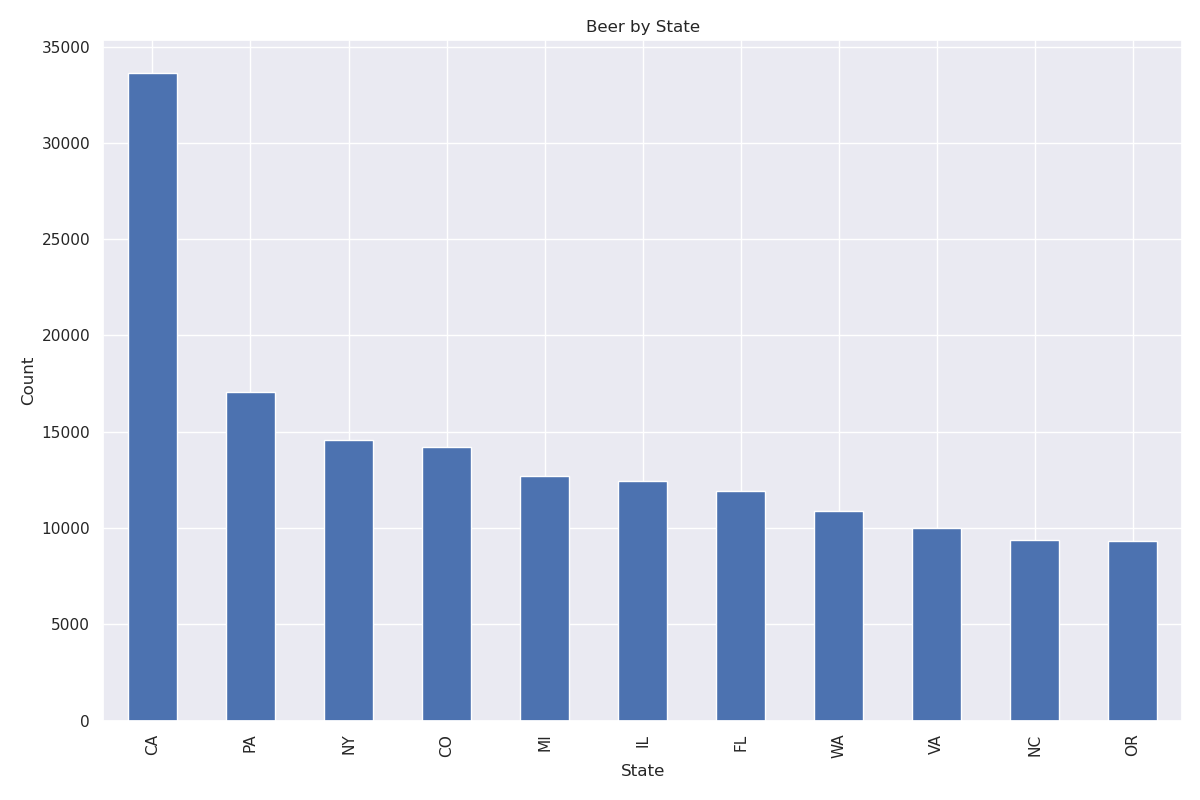 Beer by State
35000
30000
25000
20000
15000
10000
5000
0
Count
CA
PA
NY
CO
MI
IL
FL
WA
VA
NC
OR
State